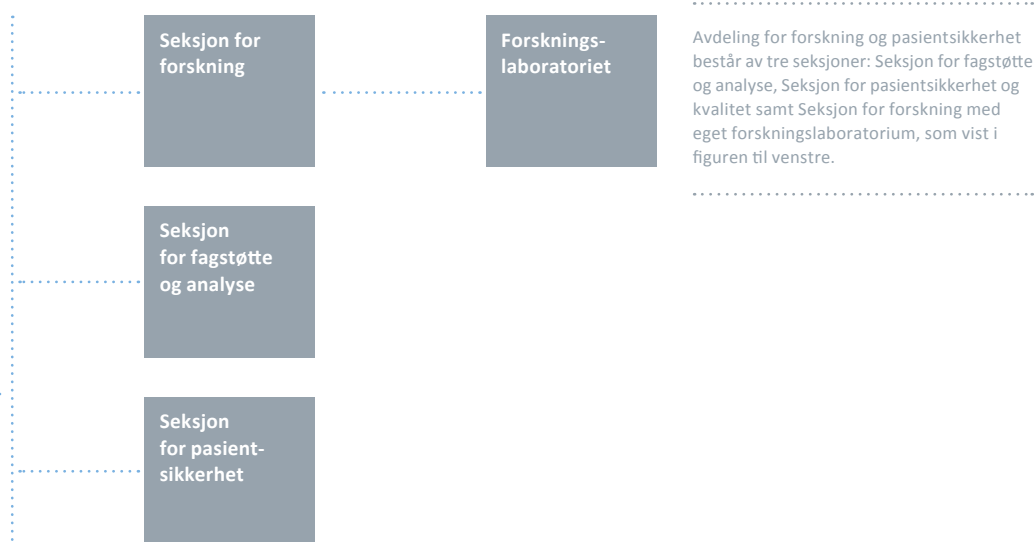 Seksjon for
forskning
Forsknings-
laboratoriet
Avdeling for forskning og pasientsikkerhet
består av tre seksjoner: Seksjon for fagstøtte
og analyse, Seksjon for pasientsikkerhet og
kvalitet samt Seksjon for forskning med
eget forskningslaboratorium, som vist i
figuren til venstre.
Seksjon
for fagstøtte
og analyse
Seksjon
for pasient-
sikkerhet